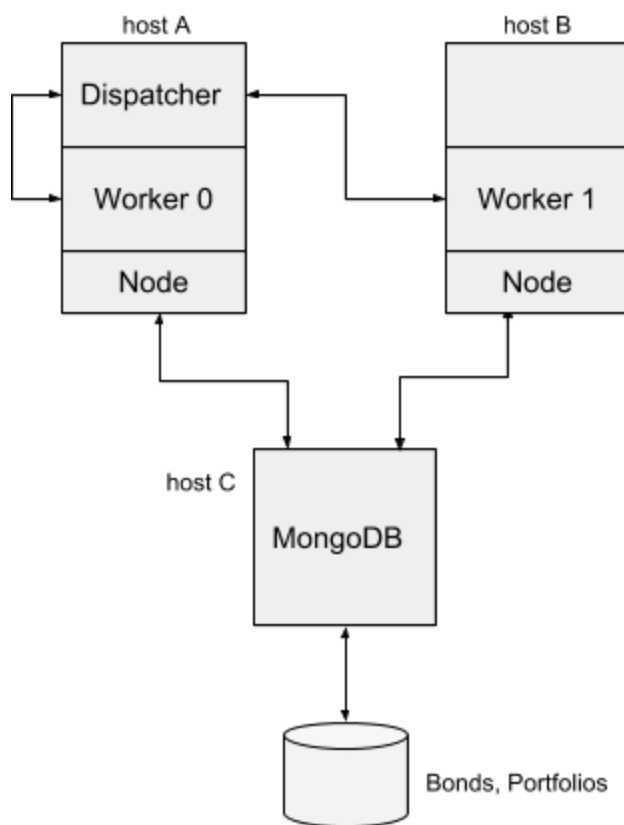 host A
host B
Dispatcher
Worker 0
Worker 1
Node
Node
host C
MongoDB
Bonds, Portfolios